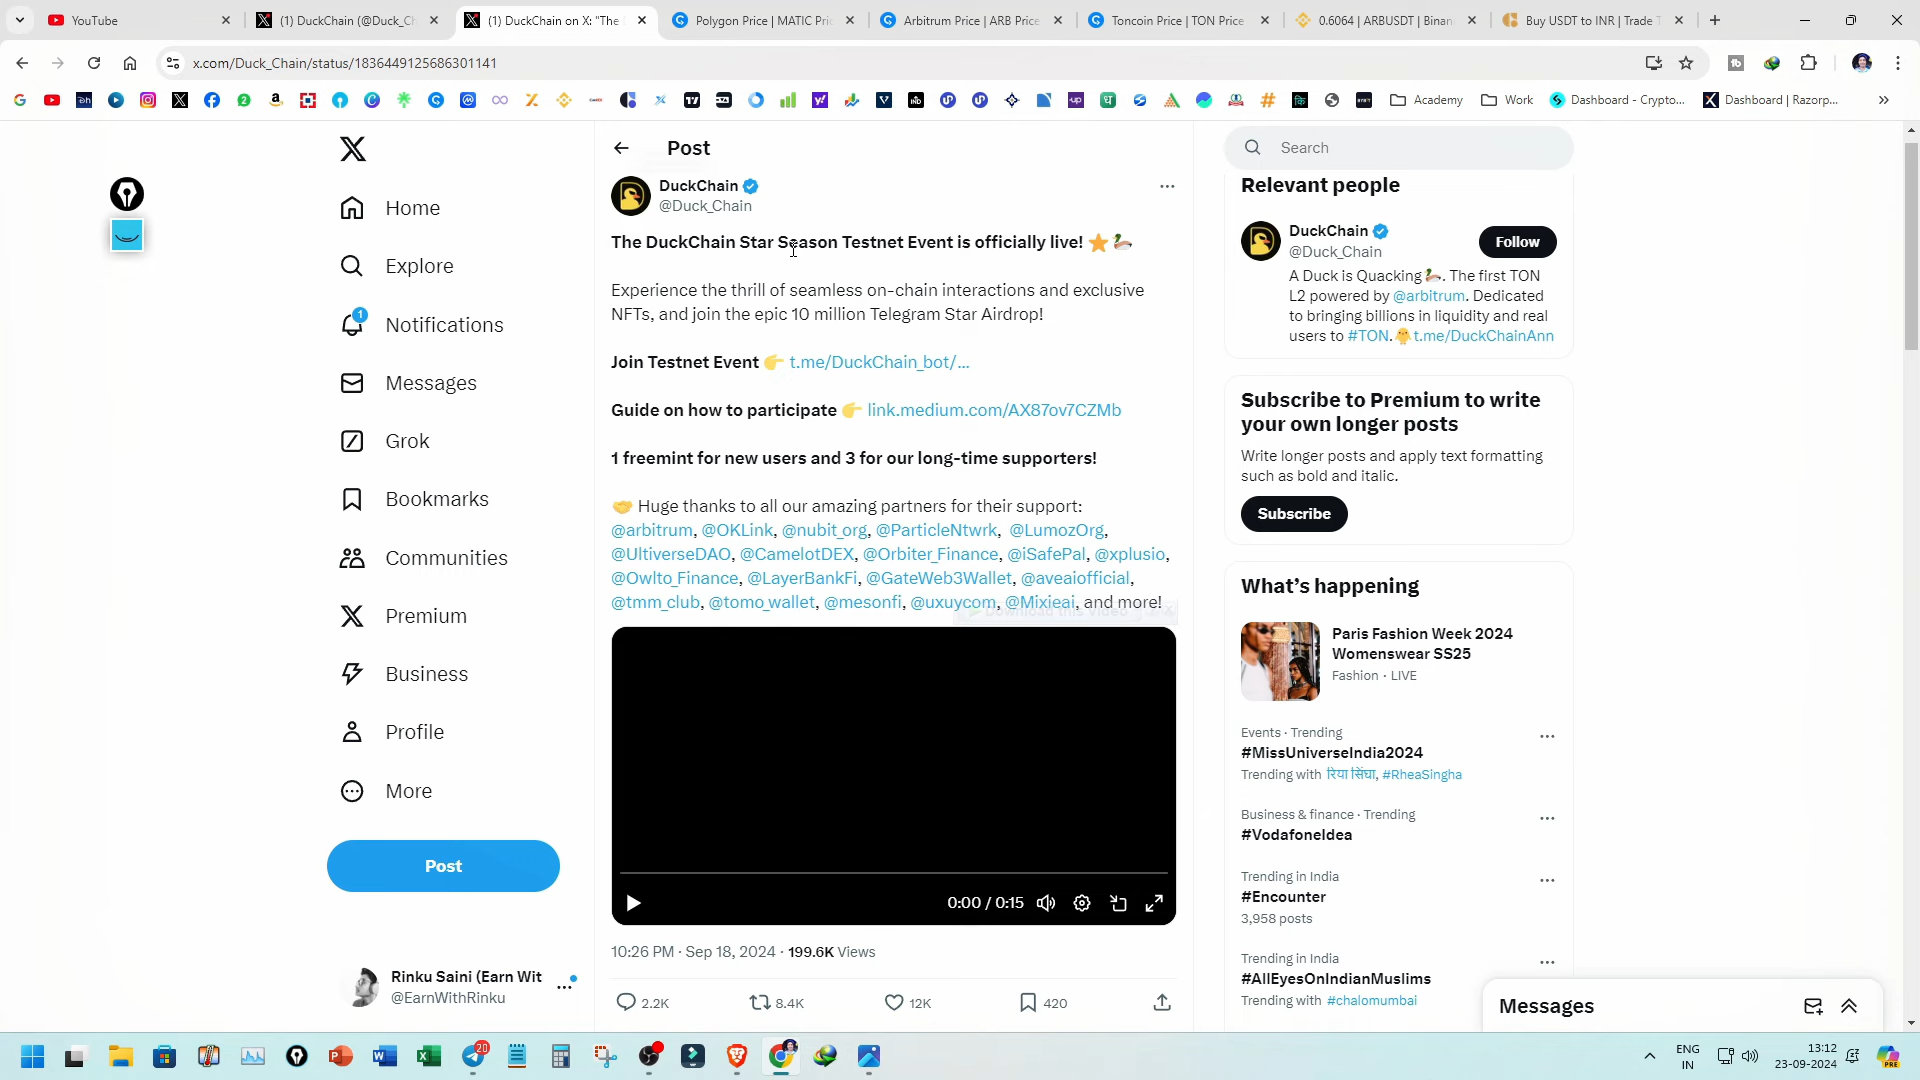 YouTube
(1) DuckChain (@Duck_Ch
(1) DuckChain on X: "The
Polygon Price | MATIC Pric
Arbitrum Price | ARB Price
Toncoin Price | TON Price
0.6064 | ARBUSDT | Binan
Buy USDT to INR | Trade T
x.com/Duck_Chain/status/1836449125686301141
Academy
Work
Dashboard - Crypto...
Dashboard | Razorp...
Home
Explore
1
Notifications
Messages
Grok
Bookmarks
Communities
Premium
Business
Profile
More
Post
Rinku Saini (Earn Wit
@EarnWithRinku
Post
DuckChain
@Duck_Chain
The DuckChain Star Season Testnet Event is officially live! ⭐🦆
Experience the thrill of seamless on-chain interactions and exclusive
NFTs, and join the epic 10 million Telegram Star Airdrop!
Join Testnet Event 👉 t.me/DuckChain_bot/...
Guide on how to participate 👉 link.medium.com/AX87ov7CZMb
1 freemint for new users and 3 for our long-time supporters!
🤝 Huge thanks to all our amazing partners for their support:
@arbitrum, @OKLink, @nubit_org, @ParticleNtwrk, @LumozOrg,
@UltiverseDAO, @CamelotDEX, @Orbiter_Finance, @iSafePal, @xplusio,
@Owlto_Finance, @LayerBankFi, @GateWeb3Wallet, @aveaiofficial,
@tmm_club, @tomo_wallet, @mesonfi, @uxuycom, @Mixieai, and more!
Download this video
0:00 / 0:15
10:26 PM · Sep 18, 2024 · 199.6K Views
2.2K
8.4K
12K
420
Search
Relevant people
DuckChain
@Duck_Chain
Follow
A Duck is Quacking🦆. The first TON
L2 powered by @arbitrum. Dedicated
to bringing billions in liquidity and real
users to #TON.🐥t.me/DuckChainAnn
Subscribe to Premium to write
your own longer posts
Write longer posts and apply text formatting
such as bold and italic.
Subscribe
What's happening
Paris Fashion Week 2024
Womenswear SS25
Fashion · LIVE
Events · Trending
#MissUniverseIndia2024
Trending with रिया सिंघा, #RheaSingha
Business & finance · Trending
#VodafoneIdea
Trending in India
#Encounter
3,958 posts
Trending in India
#AllEyesOnIndianMuslims
Trending with #chalomumbai
Messages
20
ENG
IN
13:12
23-09-2024